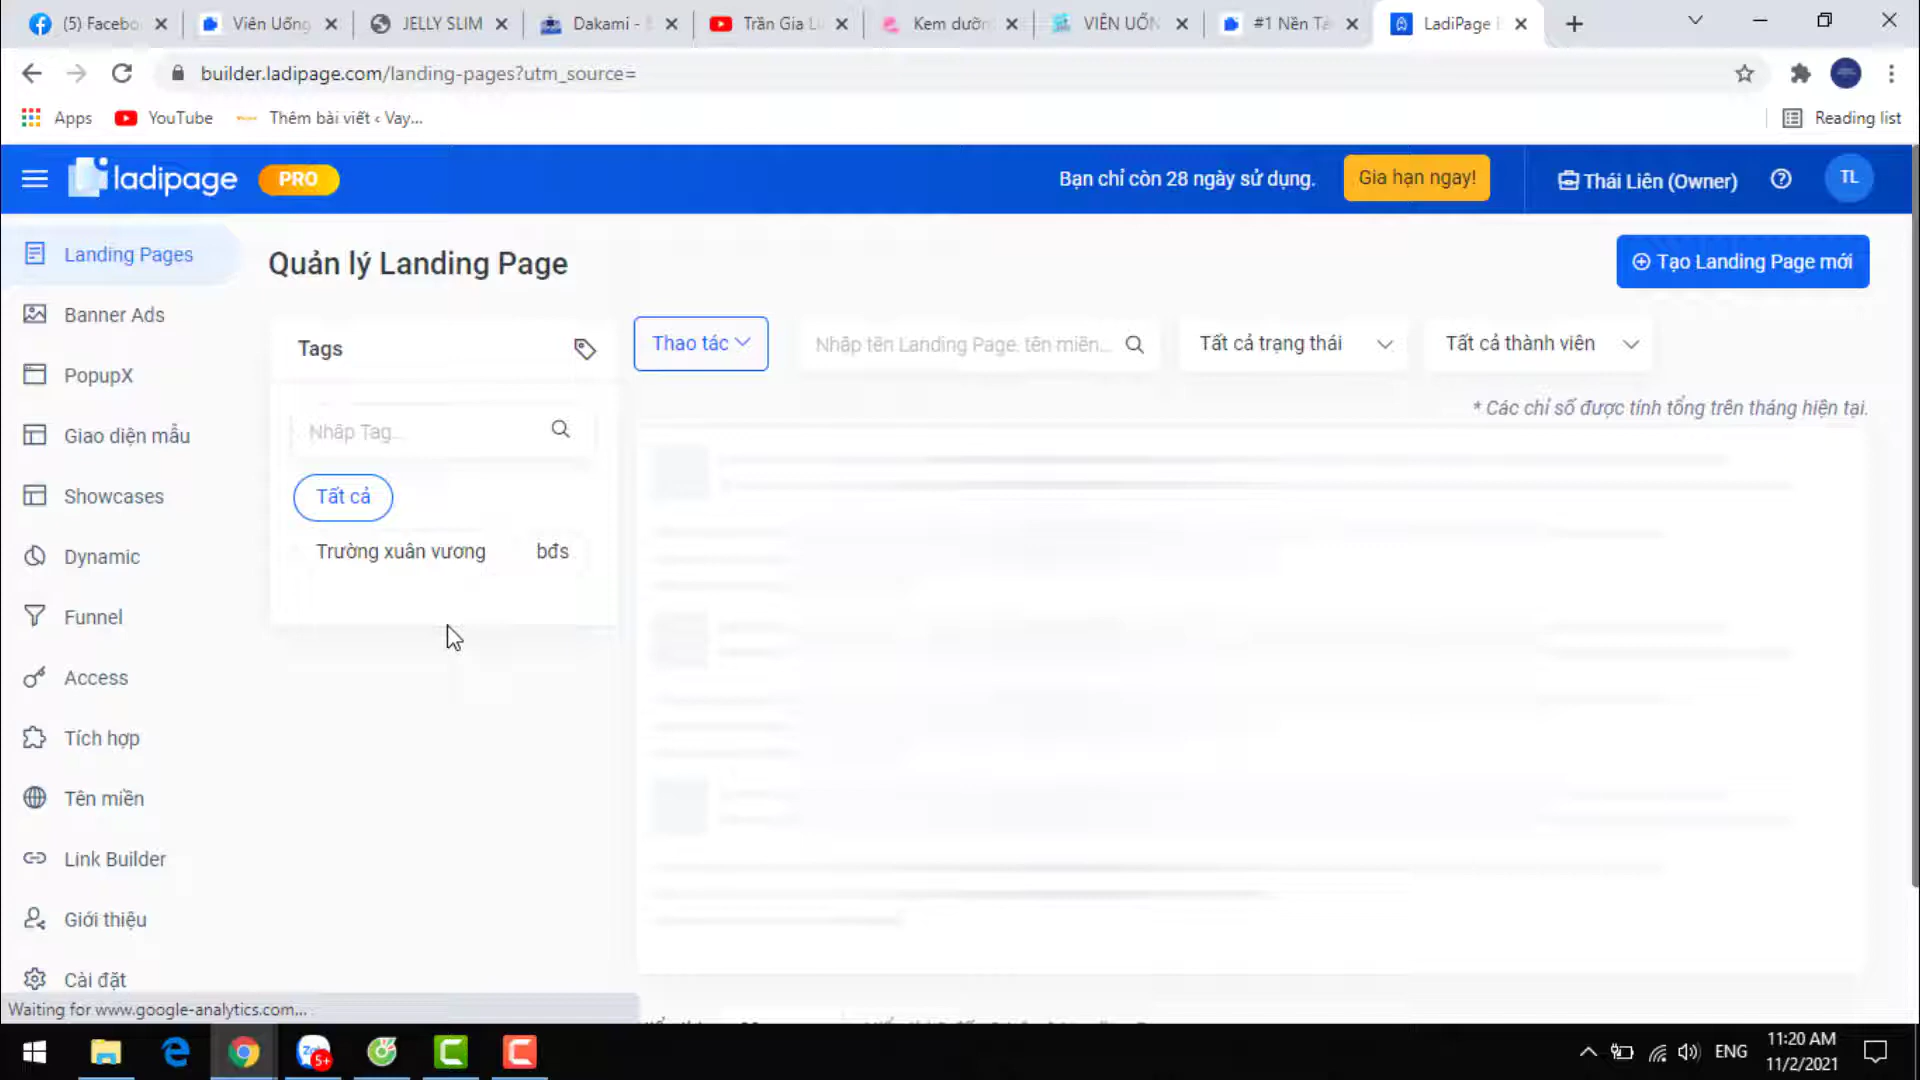 (5) Facebo
Viên Uống
JELLY SLIM
Dakami -
Trần Gia L
Kem dưỡn
VIÊN UỐN
#1 Nền Tả
LadiPage
builder.ladipage.com/landing-pages?utm_source=
Apps
YouTube
Thêm bài viết ‹ Vay...
Reading list
ladipage
PRO
Bạn chỉ còn 28 ngày sử dụng.
Gia hạn ngay!
Thái Liên (Owner)
TL
Landing Pages
Quản lý Landing Page
Tạo Landing Page mới
Banner Ads
Tags
Thao tác
Nhập tên Landing Page, tên miền...
Tất cả trạng thái
Tất cả thành viên
PopupX
* Các chỉ số được tính tổng trên tháng hiện tại.
Giao diện mẫu
Nhập Tag...
Showcases
Tất cả
Dynamic
Trường xuân vương
bđs
Funnel
Access
Tích hợp
Tên miền
Link Builder
Giới thiệu
Cài đặt
Waiting for www.google-analytics.com...
Zalo
5+
ENG
11:20 AM
11/2/2021